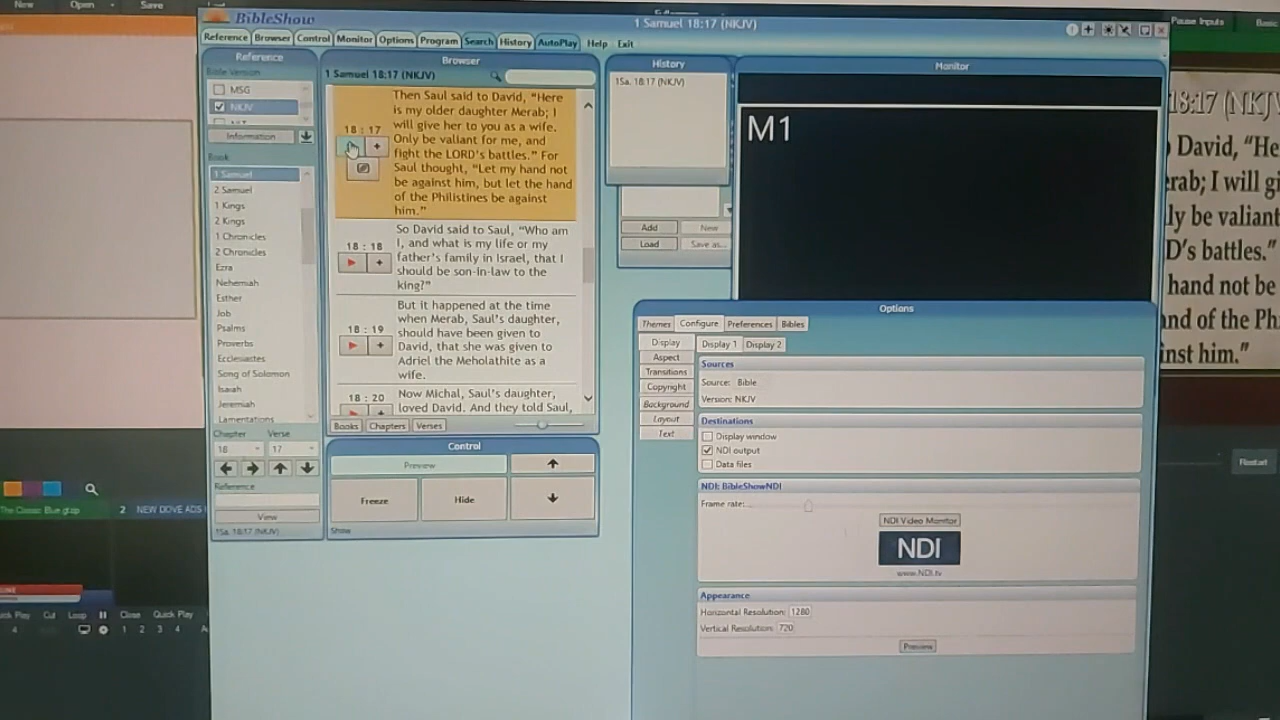 New Open Save
BibleShow
1 Samuel 18:17 (NKJV)
Pause Inputs
Reference Browser Control Monitor Options Program Search History AutoPlay Help Exit
Reference
Bible Version
MSG
NKJV
Information
Book
1 Samuel
2 Samuel
1 Kings
2 Kings
1 Chronicles
2 Chronicles
Ezra
Nehemiah
Esther
Job
Psalms
Proverbs
Ecclesiastes
Song of Solomon
Isaiah
Jeremiah
Lamentations
Chapter Verse
18 17
Reference
View
1Sa. 18:17 (NKJV)
Browser
1 Samuel 18:17 (NKJV)
18 : 17
Then Saul said to David, "Here
is my older daughter Merab; I
will give her to you as a wife.
Only be valiant for me, and
fight the LORD's battles." For
Saul thought, "Let my hand not
be against him, but let the hand
of the Philistines be against
him."
18 : 18
So David said to Saul, "Who am
I, and what is my life or my
father's family in Israel, that I
should be son-in-law to the
king?"
18 : 19
But it happened at the time
when Merab, Saul's daughter,
should have been given to
David, that she was given to
Adriel the Meholathite as a
wife.
18 : 20
Now Michal, Saul's daughter,
loved David. And they told Saul,
Books Chapters Verses
Control
Preview
Freeze Hide
Show
History
1Sa. 18:17 (NKJV)
Add New
Load Save as...
Monitor
M1
Options
Themes Configure Preferences Bibles
Display
Aspect
Transitions
Copyright
Background
Layout
Text
Display 1 Display 2
Sources
Source: Bible
Version: NKJV
Destinations
Display window
NDI output
Data files
NDI: BibleShowNDI
Frame rate:
NDI Video Monitor
NDI
www.NDI.tv
Appearance
Horizontal Resolution: 1280
Vertical Resolution: 720
Preview
18:17 (NKJV
David, "He
rab; I will gi
ly be valiant
D's battles."
hand not be
nd of the Ph
inst him."
Restart
The Classic Blue.gtzip
2 NEW DOVE ADS
Quick Play Cut Loop Close Quick Play
4 1 2 3 4